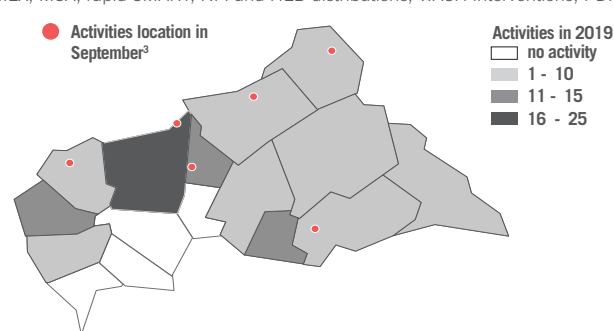 Activities location in
September³
Activities in 2019
no activity
1 - 10
11 - 15
16 - 25